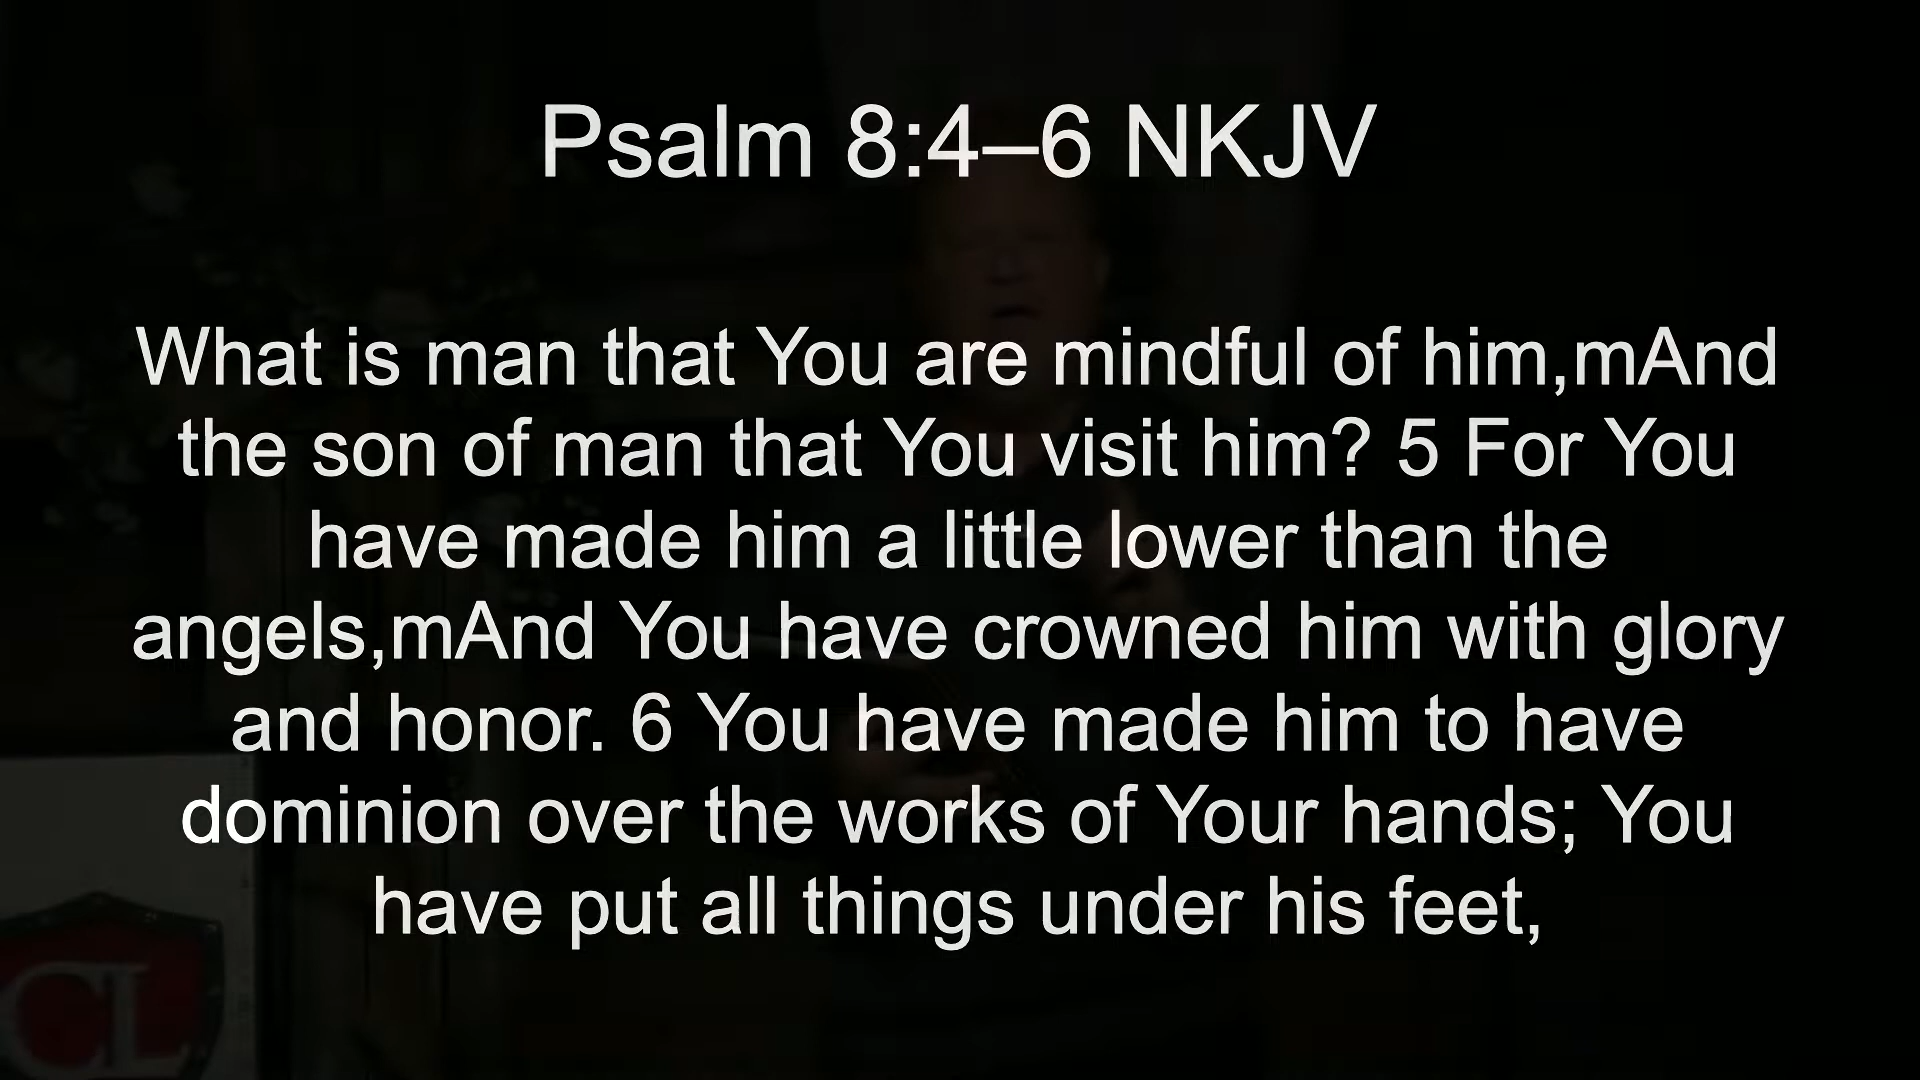 Psalm 8:4–6 NKJV
What is man that You are mindful of him,mAnd
the son of man that You visit him? 5 For You
have made him a little lower than the
angels,mAnd You have crowned him with glory
and honor. 6 You have made him to have
dominion over the works of Your hands; You
have put all things under his feet,
CL